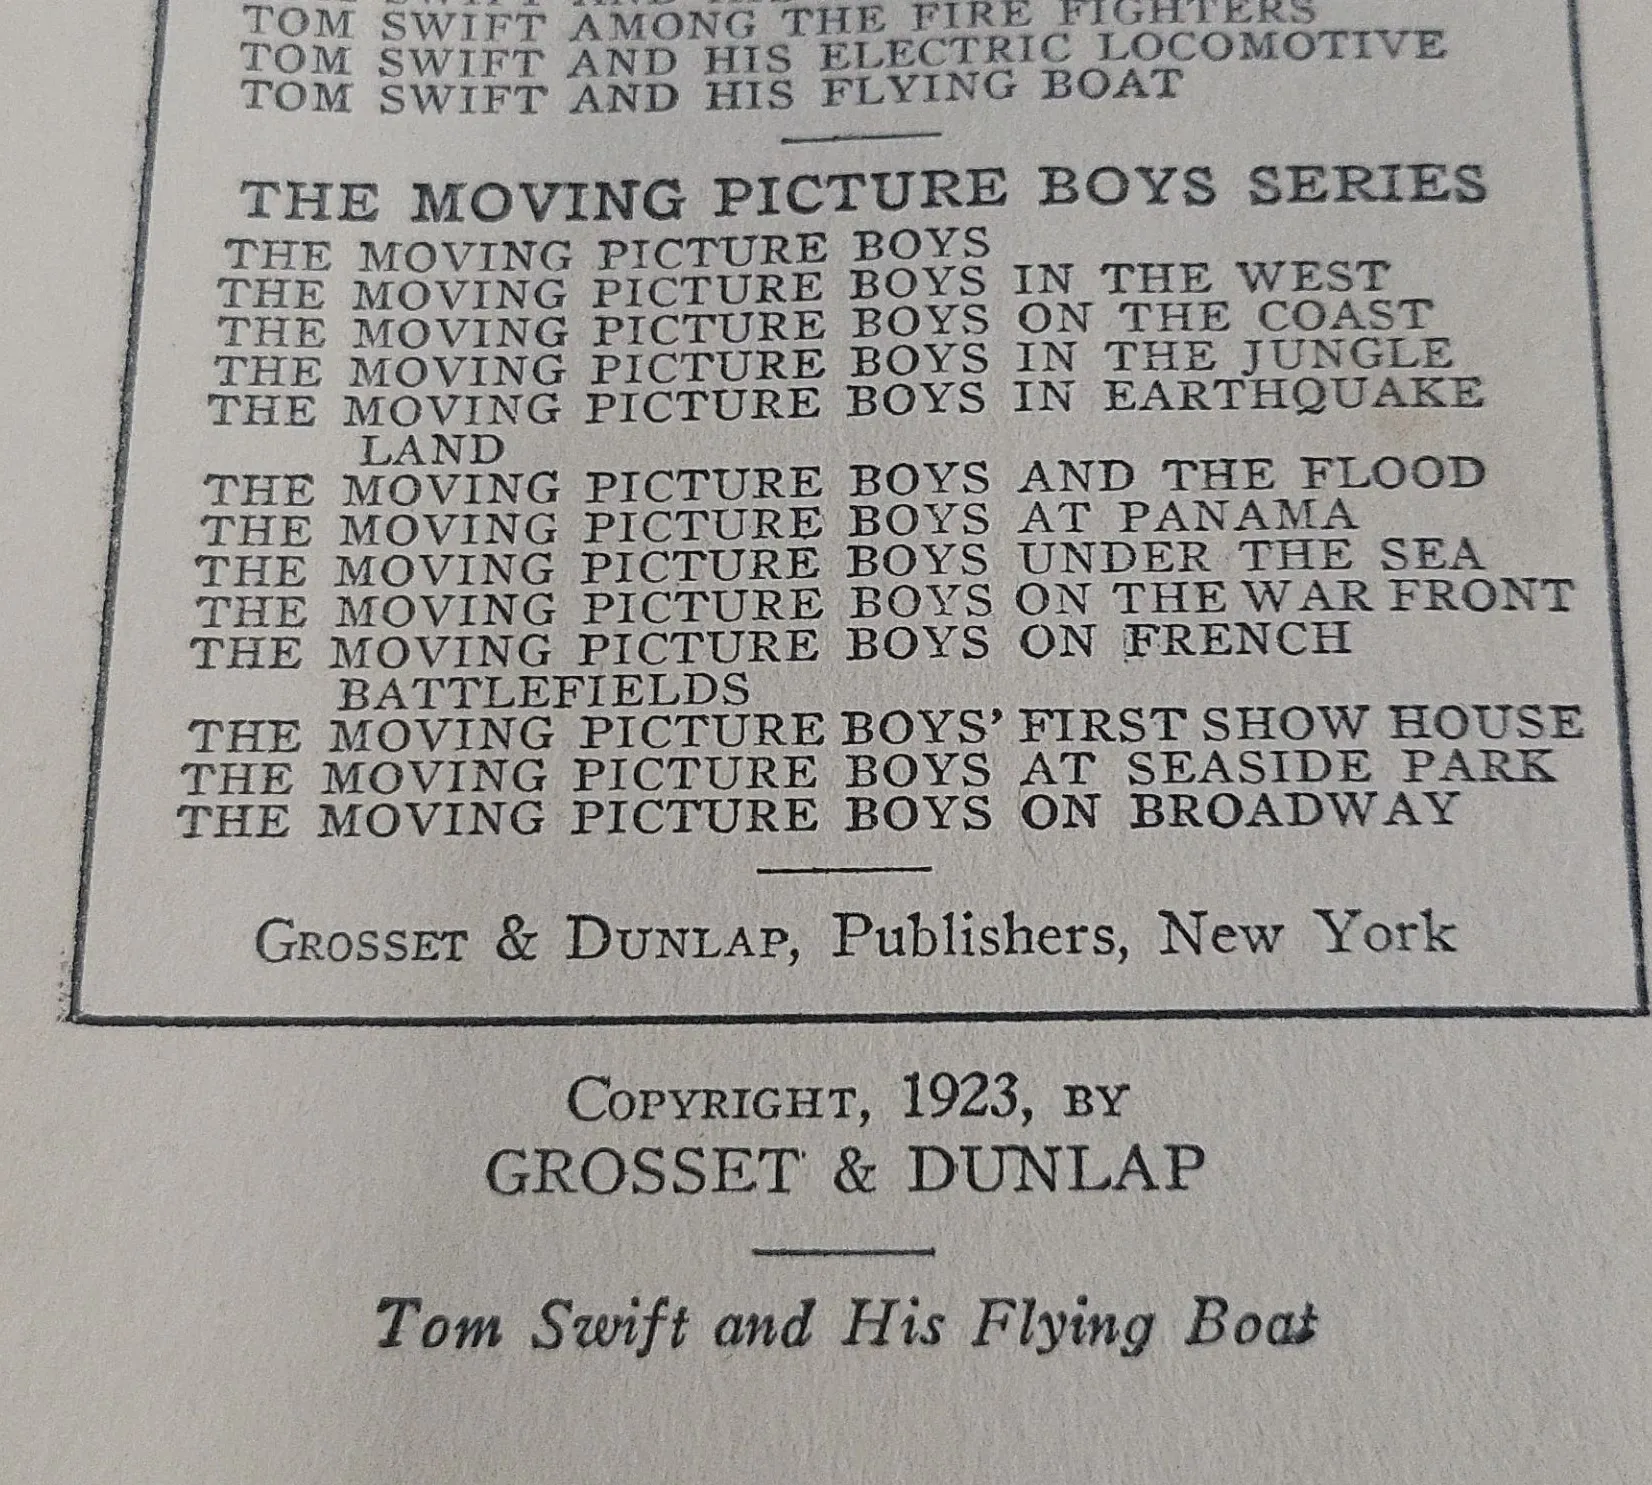 TOM SWIFT AND HIS
TOM SWIFT AMONG THE FIRE FIGHTERS
TOM SWIFT AND HIS ELECTRIC LOCOMOTIVE
TOM SWIFT AND HIS FLYING BOAT
THE MOVING PICTURE BOYS SERIES
THE MOVING PICTURE BOYS
THE MOVING PICTURE BOYS IN THE WEST
THE MOVING PICTURE BOYS ON THE COAST
THE MOVING PICTURE BOYS IN THE JUNGLE
THE MOVING PICTURE BOYS IN EARTHQUAKE
LAND
THE MOVING PICTURE BOYS AND THE FLOOD
THE MOVING PICTURE BOYS AT PANAMA
THE MOVING PICTURE BOYS UNDER THE SEA
THE MOVING PICTURE BOYS ON THE WAR FRONT
THE MOVING PICTURE BOYS ON FRENCH
BATTLEFIELDS
THE MOVING PICTURE BOYS' FIRST SHOW HOUSE
THE MOVING PICTURE BOYS AT SEASIDE PARK
THE MOVING PICTURE BOYS ON BROADWAY
GROSSET & DUNLAP, Publishers, New York
COPYRIGHT, 1923, BY
GROSSET & DUNLAP
Tom Swift and His Flying Boat